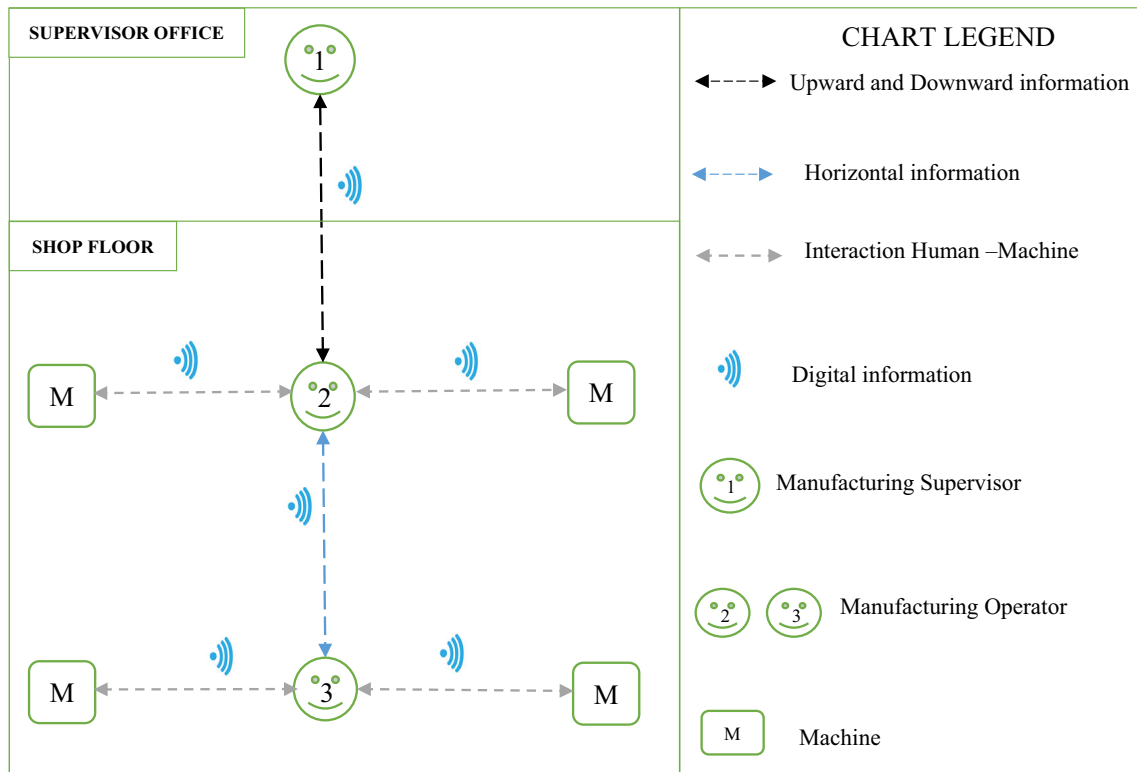 SUPERVISOR OFFICE
1
SHOP FLOOR
M
2
M
M
3
M
CHART LEGEND
Upward and Downward information
Horizontal information
Interaction Human –Machine
Digital information
1
Manufacturing Supervisor
2
3
Manufacturing Operator
M
Machine